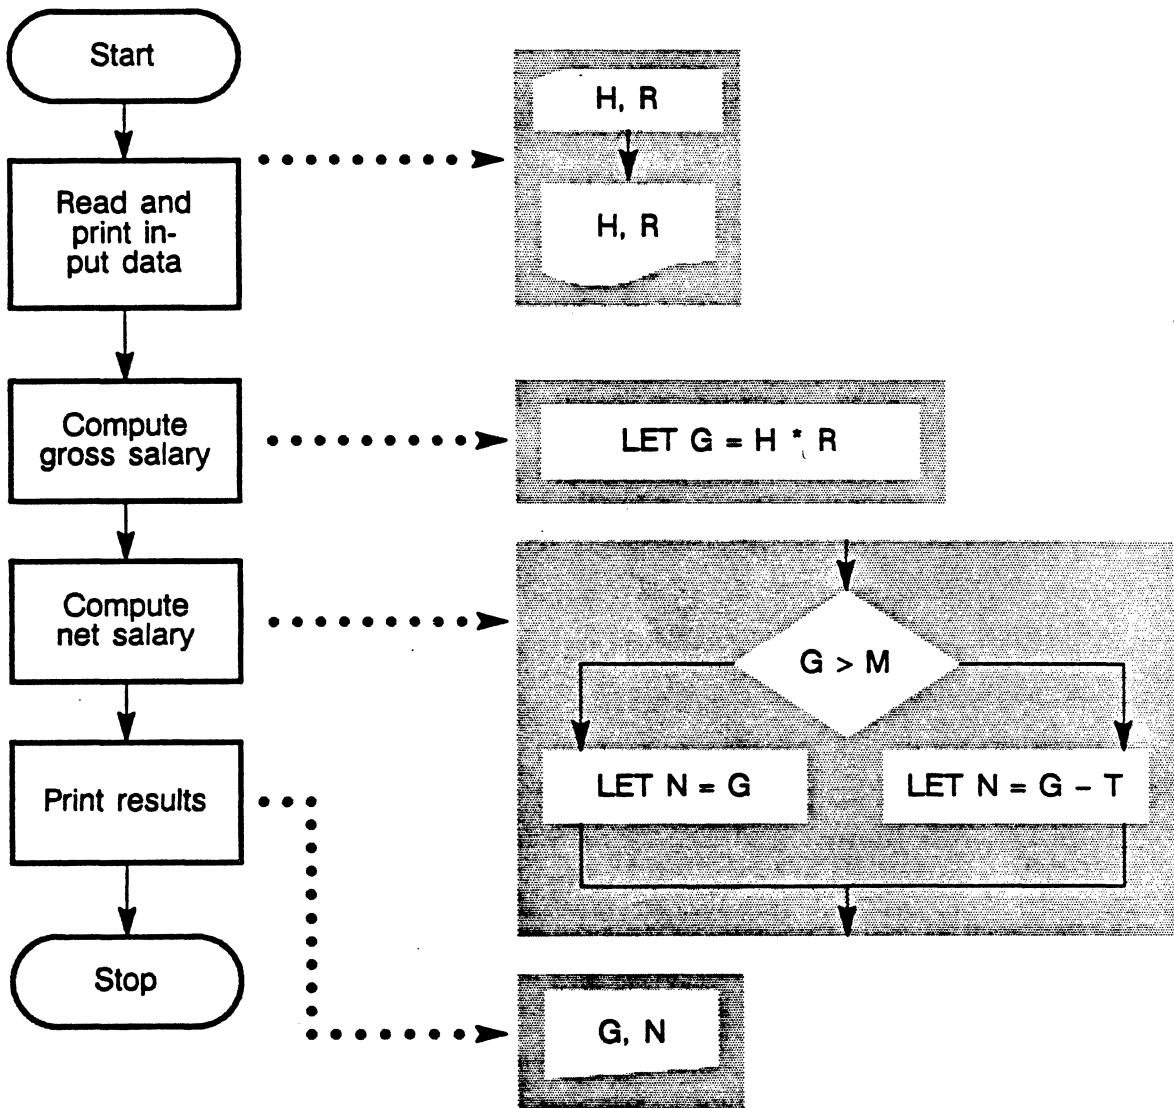 Start
Read and
print in-
put data
H, R
H, R
Compute
gross salary
LET G = H * R
Compute
net salary
G > M
LET N = G
LET N = G – T
Print results
Stop
G, N